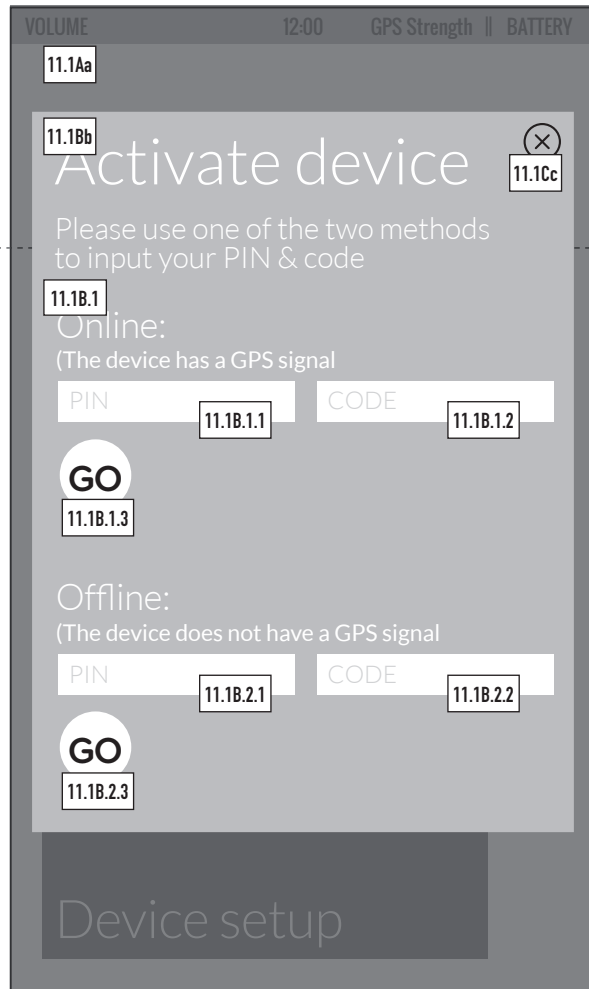 VOLUME 12:00 GPS Strength || BATTERY
11.1Aa
11.1Bb
Activate device
11.1Cc
Please use one of the two methods
to input your PIN & code
11.1B.1
Online:
(The device has a GPS signal
PIN CODE
11.1B.1.1 11.1B.1.2
GO
11.1B.1.3
Offline:
(The device does not have a GPS signal
PIN CODE
11.1B.2.1 11.1B.2.2
GO
11.1B.2.3
Device setup